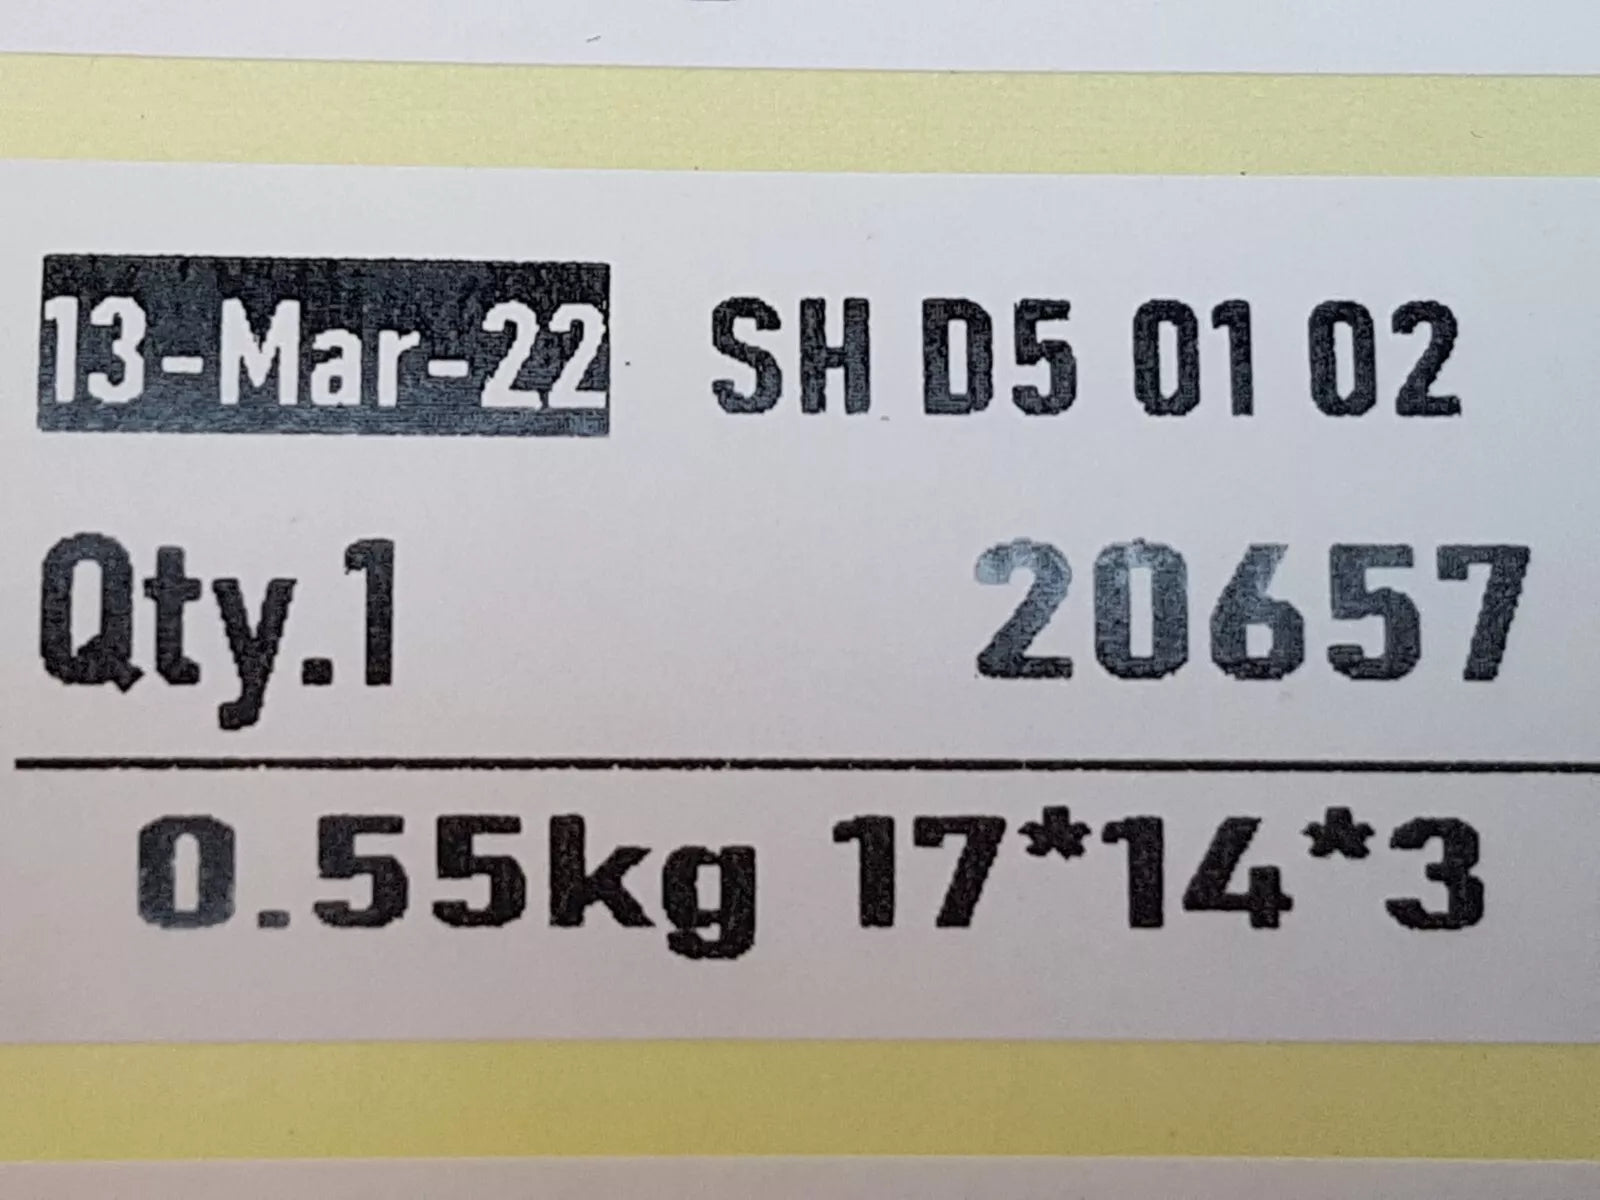 13-Mar-22 SH D5 01 02
Qty.1 20657
0.55kg 17*14*3